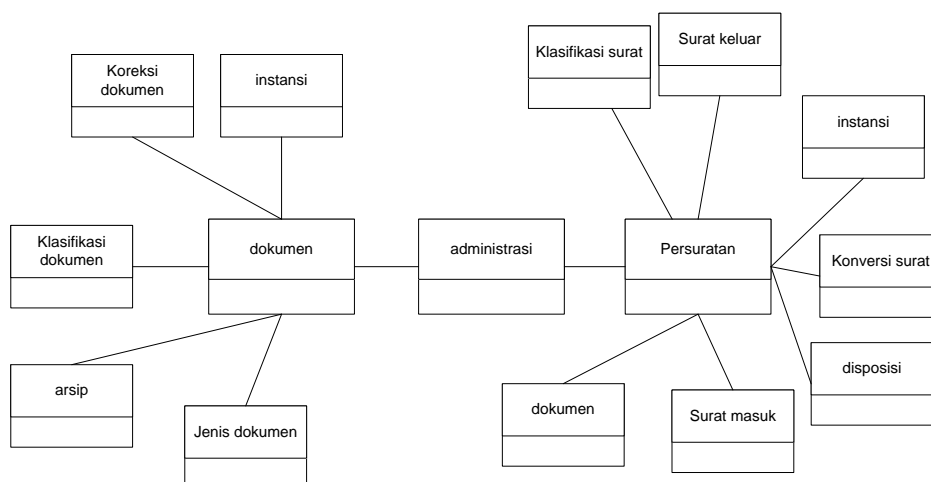 Koreksi
dokumen
instansi
Klasifikasi surat
Surat keluar
instansi
Klasifikasi
dokumen
dokumen
administrasi
Persuratan
Konversi surat
arsip
Jenis dokumen
dokumen
Surat masuk
disposisi